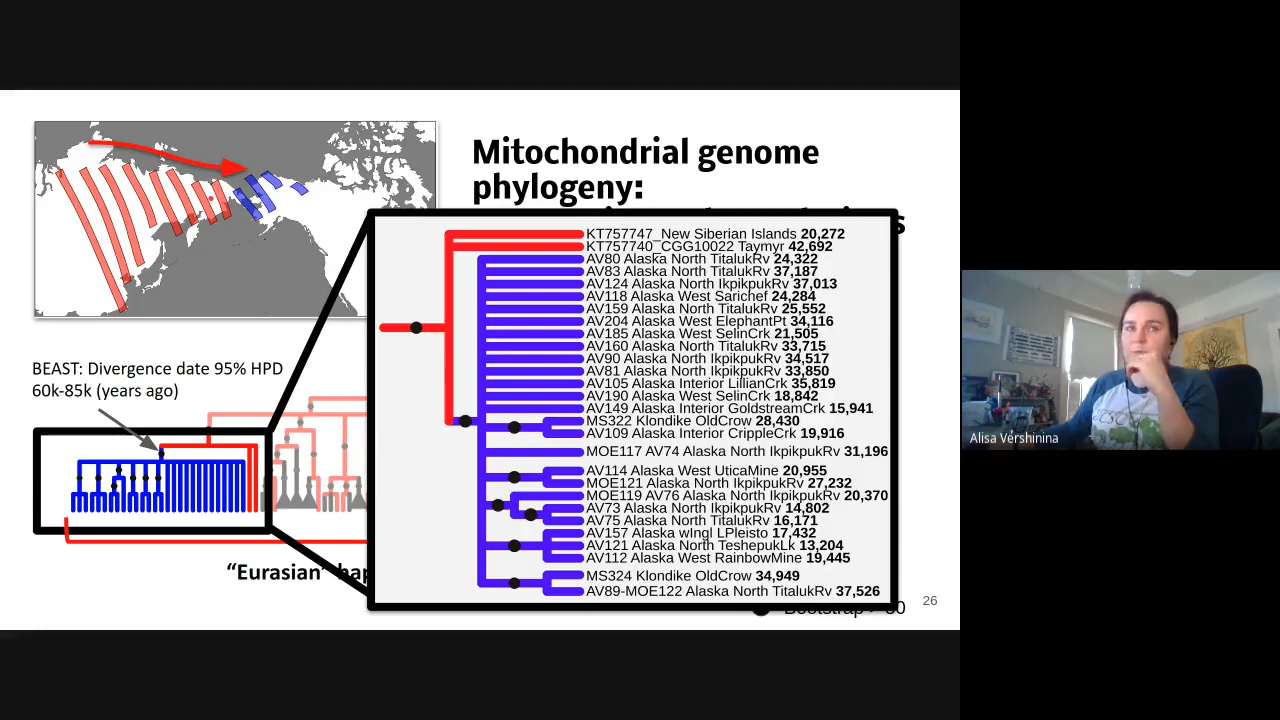 Mitochondrial genome
phylogeny:
s
KT757747_New Siberian Islands 20,272
KT757740_CGG10022 Taymyr 42,692
AV80 Alaska North TitalukRv 24,322
AV83 Alaska North TitalukRv 37,187
AV124 Alaska North IkpikpukRv 37,013
AV118 Alaska West Sarichef 24,284
AV159 Alaska North TitalukRv 25,552
AV204 Alaska West ElephantPt 34,116
AV185 Alaska West SelinCrk 21,505
AV160 Alaska North TitalukRv 33,715
AV90 Alaska North IkpikpukRv 34,517
AV81 Alaska North IkpikpukRv 33,850
AV105 Alaska Interior LillianCrk 35,819
AV190 Alaska West SelinCrk 18,842
AV149 Alaska Interior GoldstreamCrk 15,941
MS322 Klondike OldCrow 28,430
AV109 Alaska Interior CrippleCrk 19,916
MOE117 AV74 Alaska North IkpikpukRv 31,196
AV114 Alaska West UticaMine 20,955
MOE121 Alaska North IkpikpukRv 27,232
MOE119 AV76 Alaska North IkpikpukRv 20,370
AV73 Alaska North IkpikpukRv 14,802
AV75 Alaska North TitalukRv 16,171
AV157 Alaska wIngl LPleisto 17,432
AV121 Alaska North TeshepukLk 13,204
AV112 Alaska West RainbowMine 19,445
MS324 Klondike OldCrow 34,949
AV89-MOE122 Alaska North TitalukRv 37,526
BEAST: Divergence date 95% HPD
60k-85k (years ago)
"Eurasian" hap
26
Alisa Vershinina